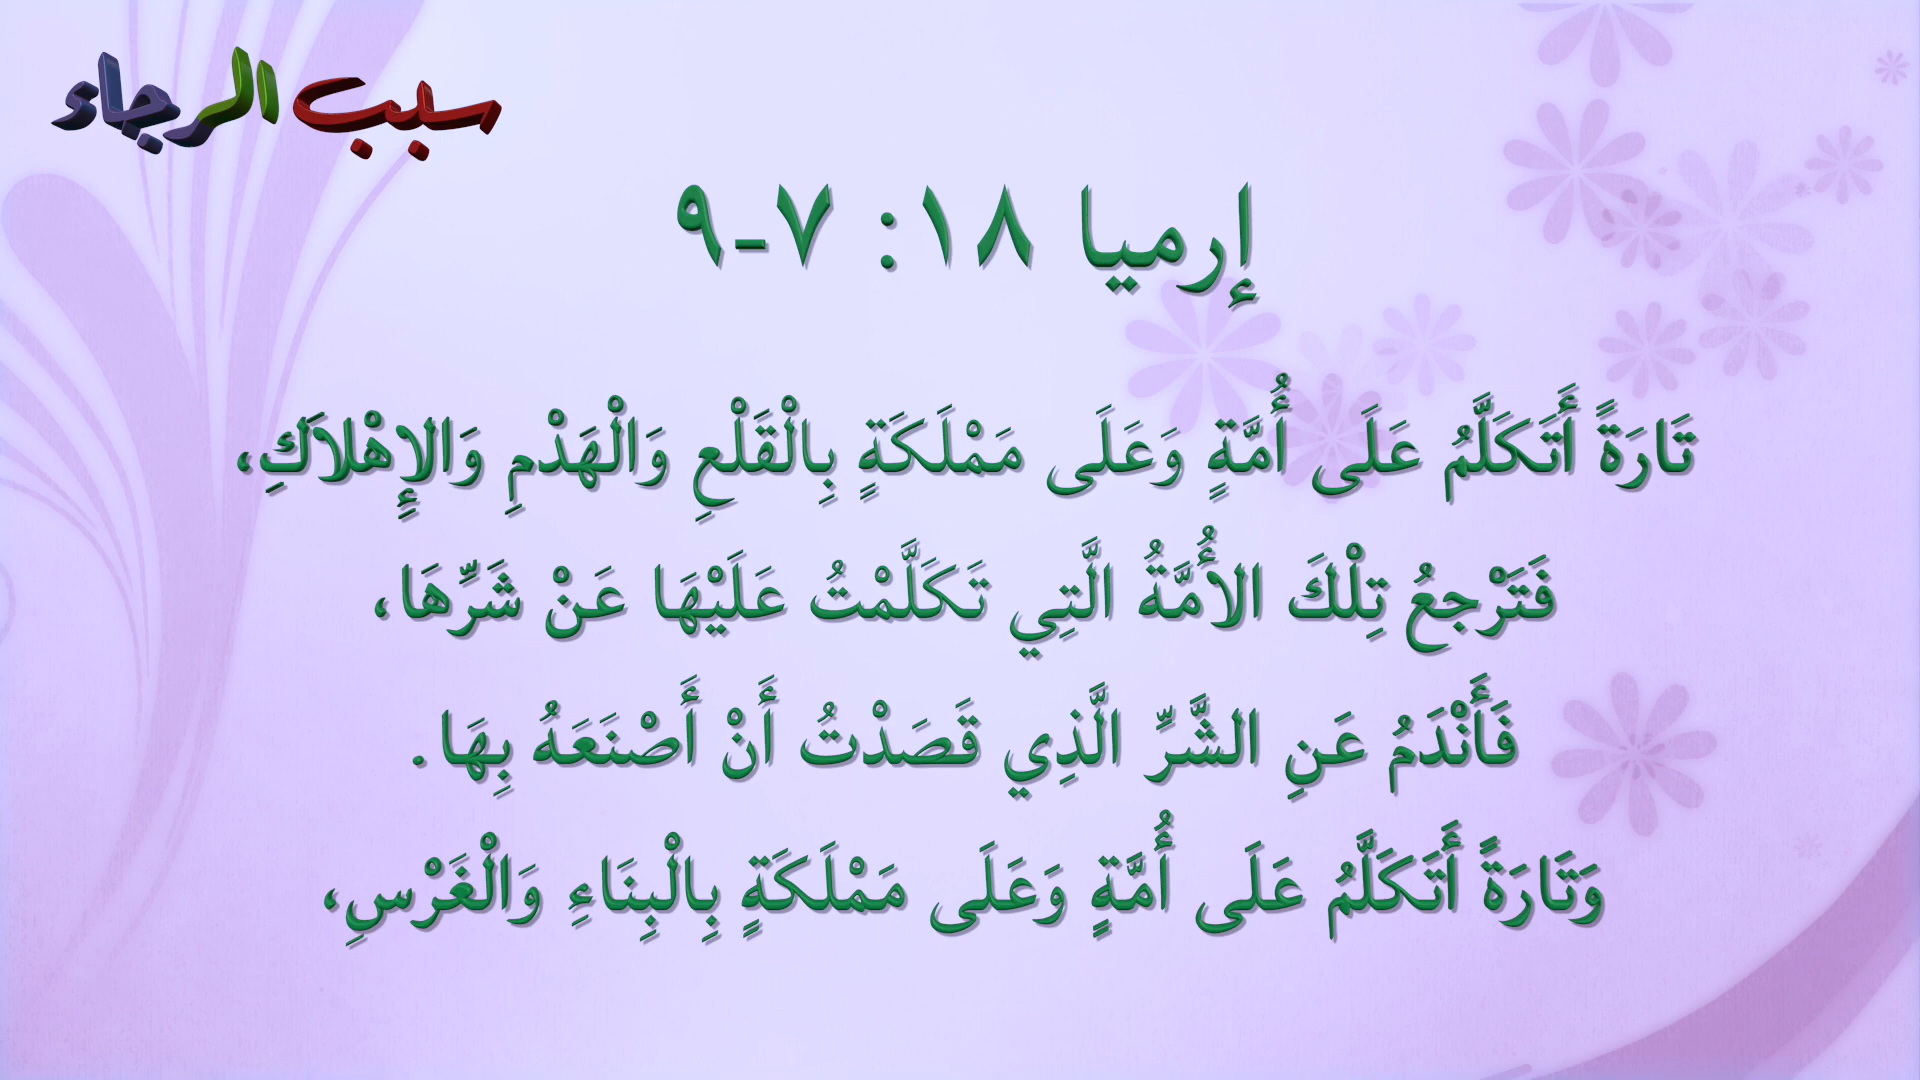 سبب الرجاء
إرميا ١٨: ٧-٩
تَارَةً أَتَكَلَّمُ عَلَى أُمَّةٍ وَعَلَى مَمْلَكَةٍ بِالْقَلْعِ وَالْهَدْمِ وَالإِهْلاَكِ،
فَتَرْجعُ تِلْكَ الأُمَّةُ الَّتِي تَكَلَّمْتُ عَلَيْهَا عَنْ شَرِّهَا،
فَأَنْدَمُ عَنِ الشَّرِّ الَّذِي قَصَدْتُ أَنْ أَصْنَعَهُ بِهَا.
وَتَارَةً أَتَكَلَّمُ عَلَى أُمَّةٍ وَعَلَى مَمْلَكَةٍ بِالْبِنَاءِ وَالْغَرْسِ،